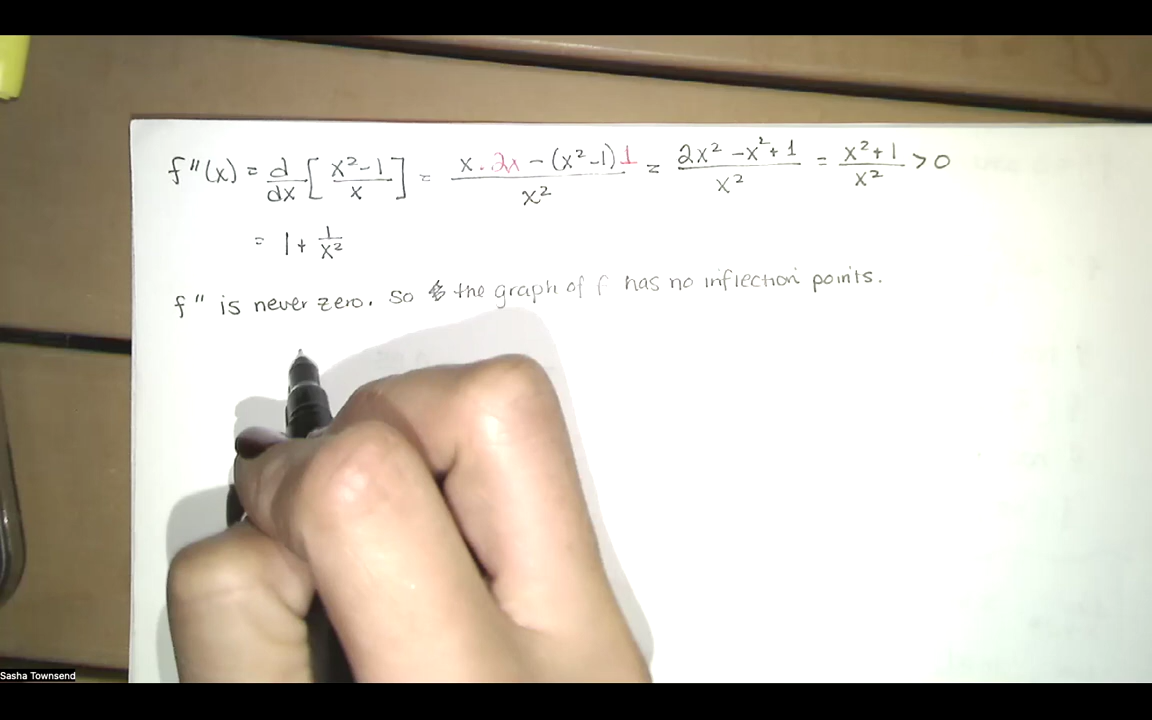 f''(x) = d/dx [ (x²-1)/x ] = (x · 2x - (x²-1)1)/x² = (2x² - x² + 1)/x² = (x²+1)/x² > 0
= 1 + 1/x²
f'' is never zero. So the graph of f has no inflection points.
Sasha Townsend